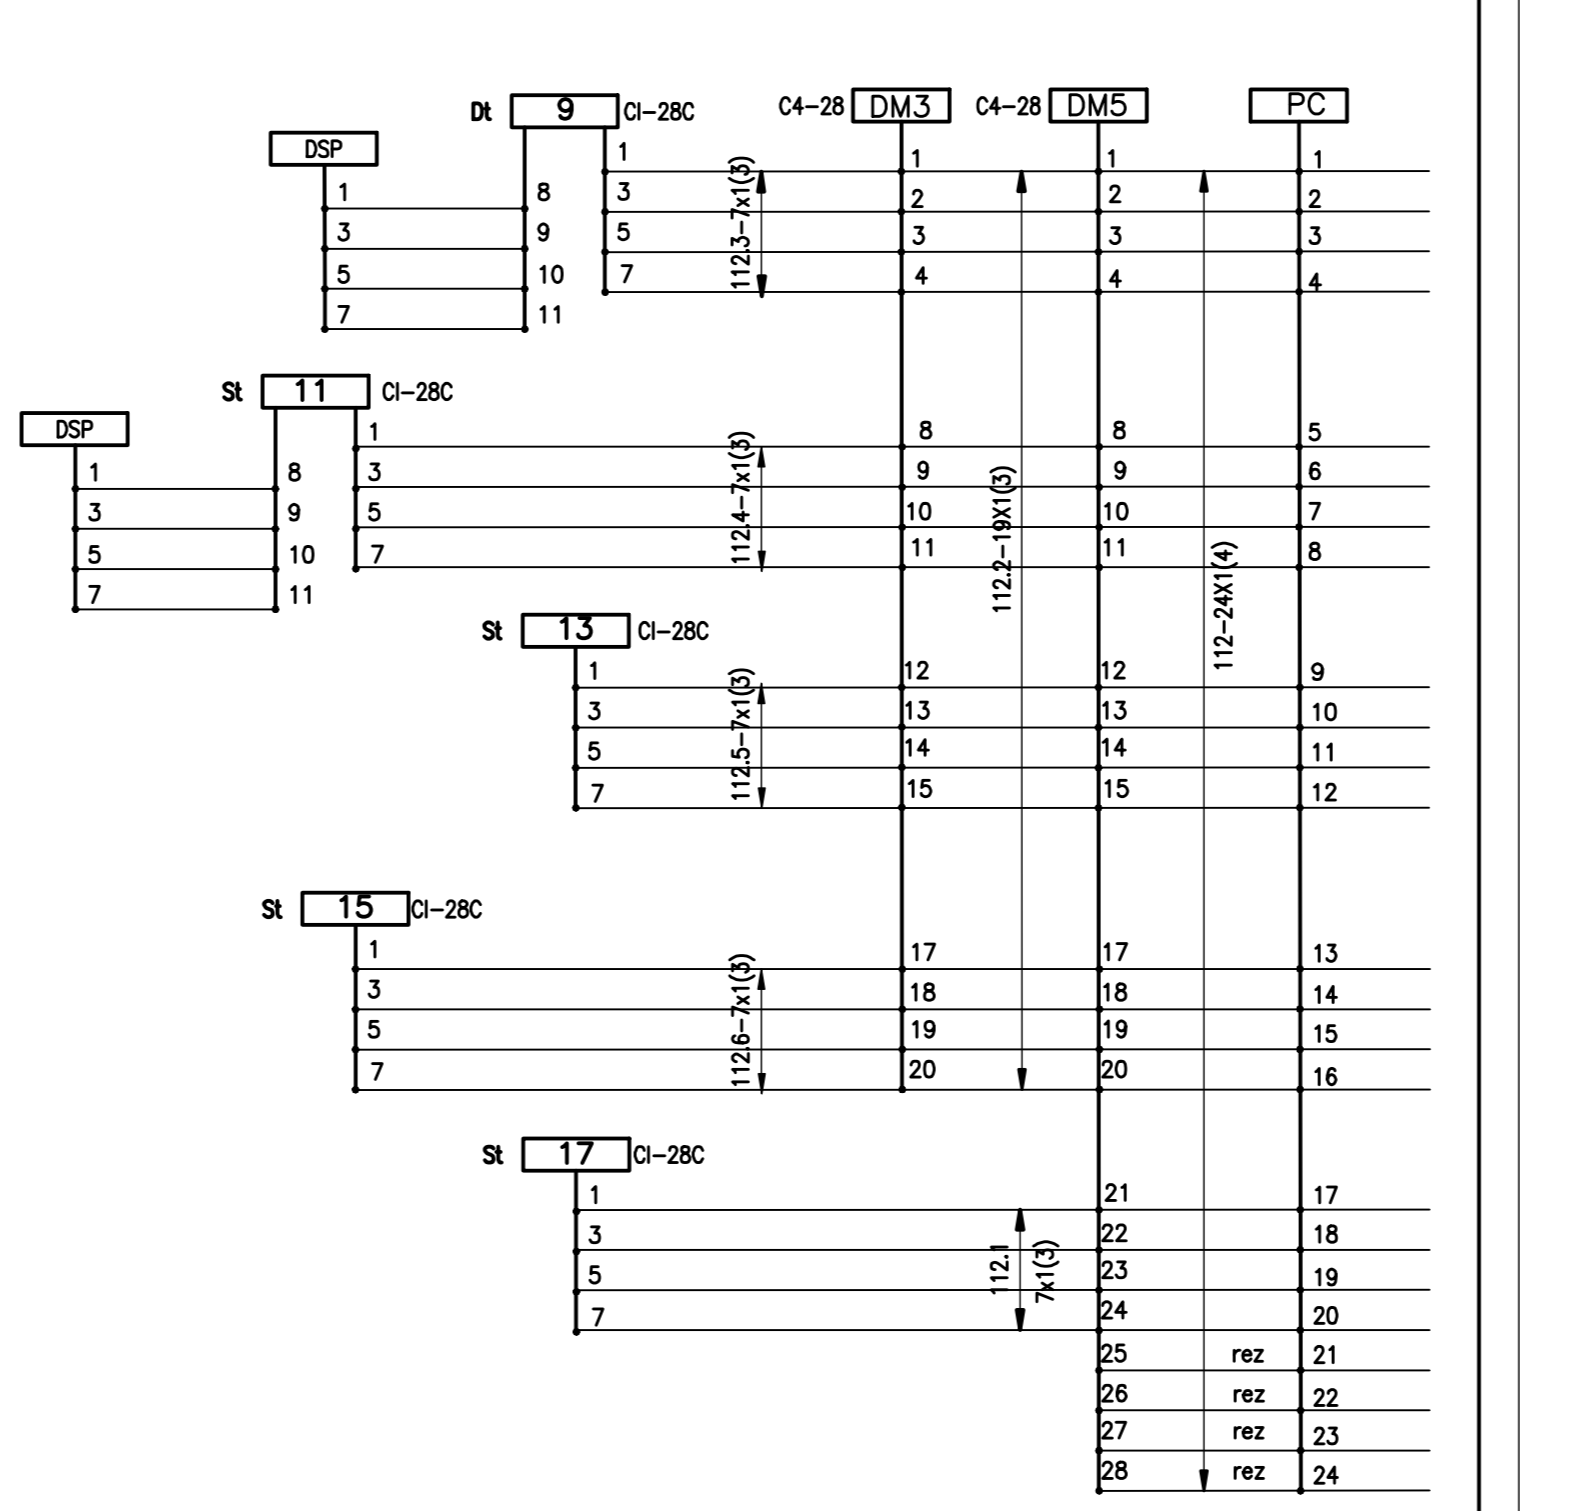 Dt 9 CI-28C
C4-28 DM3
C4-28 DM5
PC
DSP
1 8
3 9
5 10
7 11
1 1 1 1
3 2 2 2
5 3 3 3
7 4 4 4
112.3-7x1(3)
St 11 CI-28C
DSP
1 8
3 9
5 10
7 11
1 8 8 5
3 9 9 6
5 10 10 7
7 11 11 8
112.4-7x1(3)
112.2-19X1(3)
112-24X1(4)
St 13 CI-28C
1 12 12 9
3 13 13 10
5 14 14 11
7 15 15 12
112.5-7x1(3)
St 15 CI-28C
1 17 17 13
3 18 18 14
5 19 19 15
7 20 20 16
112.6-7x1(3)
St 17 CI-28C
1 21 17
3 22 18
5 23 19
7 24 20
112.1
7x1(3)
25 rez 21
26 rez 22
27 rez 23
28 rez 24